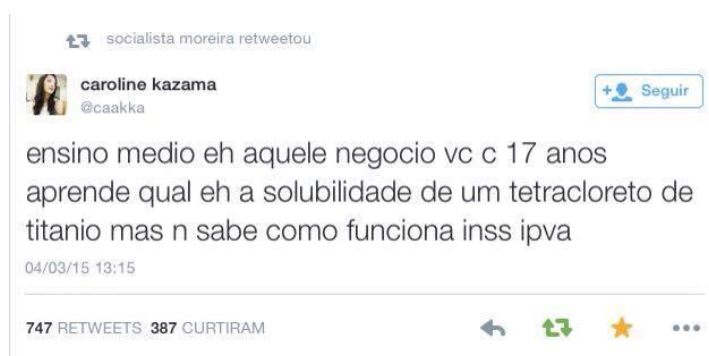 socialista moreira retweetou
caroline kazama
@caakka
Seguir
ensino medio eh aquele negocio vc c 17 anos
aprende qual eh a solubilidade de um tetracloreto de
titanio mas n sabe como funciona inss ipva
04/03/15 13:15
747 RETWEETS 387 CURTIRAM